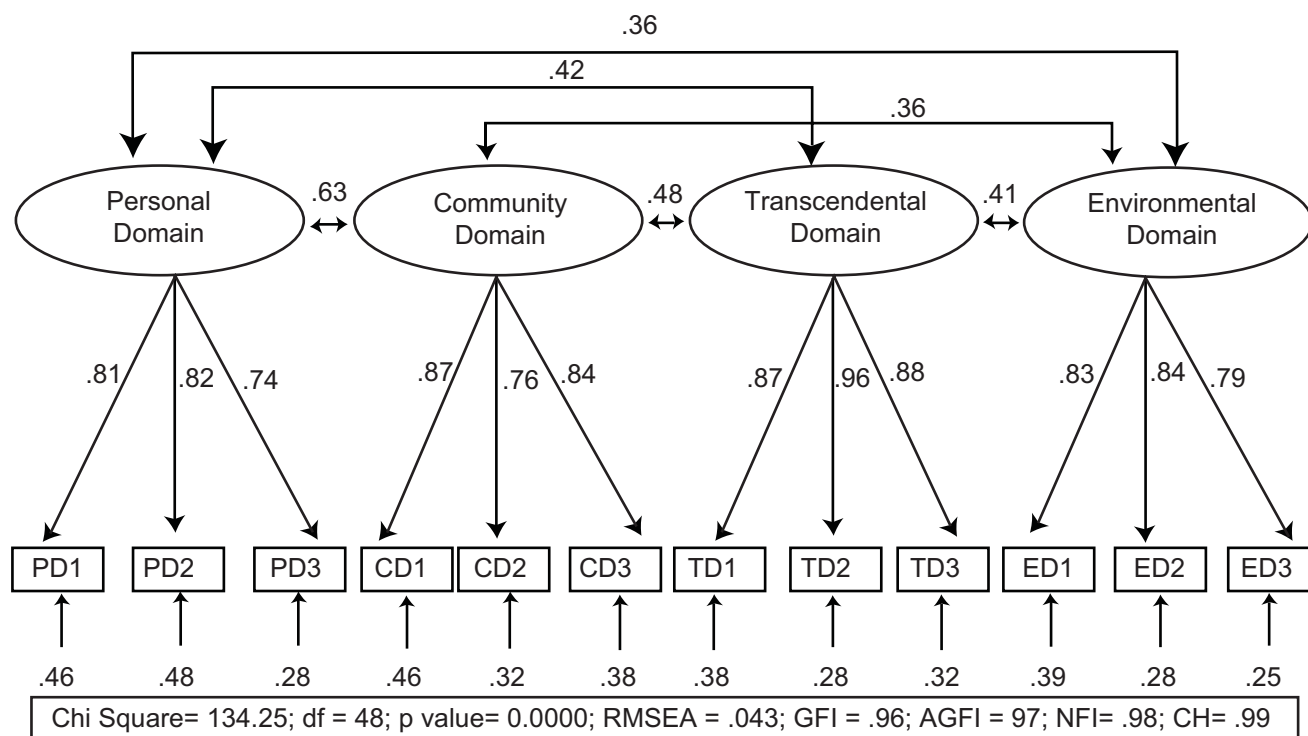 .36
.42
.36
Personal
Domain
.63
Community
Domain
.48
Transcendental
Domain
.41
Environmental
Domain
.81
.82
.74
.87
.76
.84
.87
.96
.88
.83
.84
.79
PD1
PD2
PD3
CD1
CD2
CD3
TD1
TD2
TD3
ED1
ED2
ED3
.46
.48
.28
.46
.32
.38
.38
.28
.32
.39
.28
.25
Chi Square= 134.25; df = 48; p value= 0.0000; RMSEA = .043; GFI = .96; AGFI = 97; NFI= .98; CH= .99